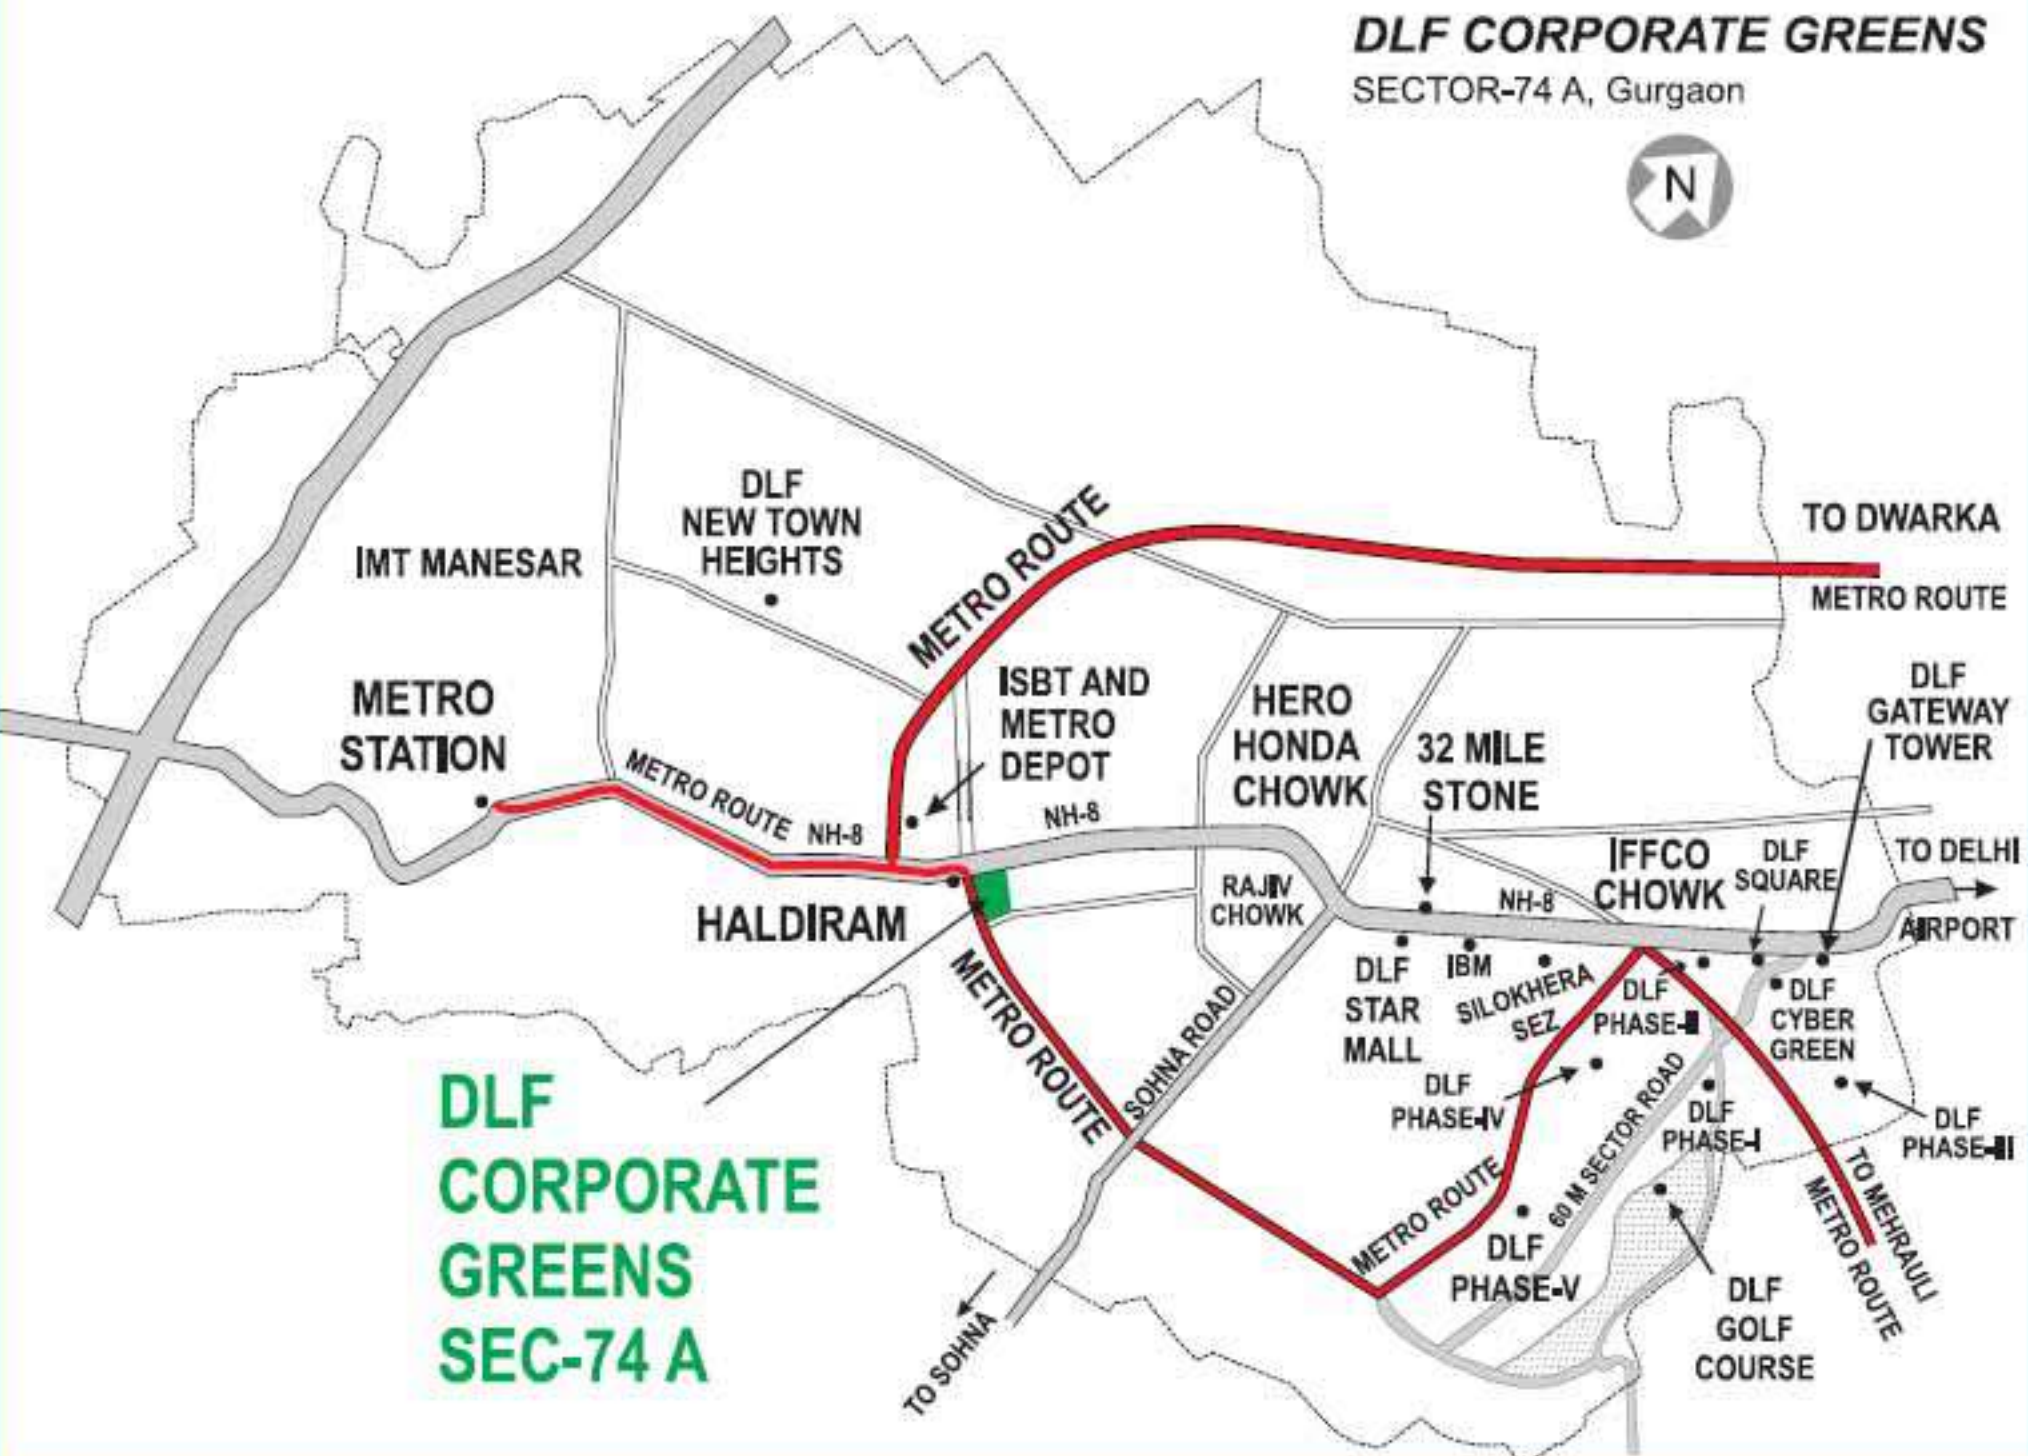 DLF CORPORATE GREENS
SECTOR-74 A, Gurgaon
N
DLF
NEW TOWN
HEIGHTS
IMT MANESAR
METRO ROUTE
TO DWARKA
METRO ROUTE
METRO
STATION
METRO ROUTE
NH-8
ISBT AND
METRO
DEPOT
NH-8
HERO
HONDA
CHOWK
32 MILE
STONE
DLF
GATEWAY
TOWER
IFFCO
CHOWK
DLF
SQUARE
TO DELHI
AIRPORT
HALDIRAM
RAJIV
CHOWK
NH-8
METRO ROUTE
SOHNA ROAD
DLF
STAR
MALL
IBM
SILOKHERA
SEZ
DLF
PHASE-II
DLF
CYBER
GREEN
DLF
PHASE-IV
60 M SECTOR ROAD
DLF
PHASE-I
DLF
PHASE-III
TO MEHRAULI
METRO ROUTE
METRO ROUTE
DLF
PHASE-V
DLF
GOLF
COURSE
TO SOHNA
DLF
CORPORATE
GREENS
SEC-74 A